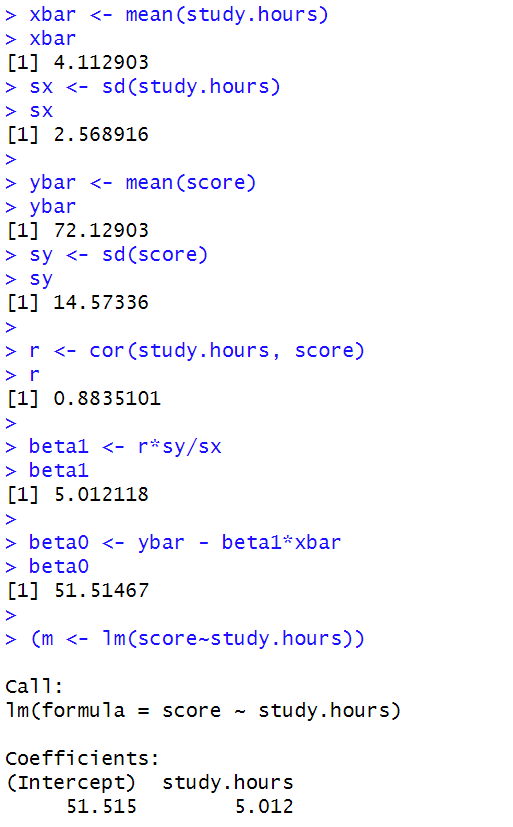 > xbar <- mean(study.hours)
> xbar
[1] 4.112903
> sx <- sd(study.hours)
> sx
[1] 2.568916
>
> ybar <- mean(score)
> ybar
[1] 72.12903
> sy <- sd(score)
> sy
[1] 14.57336
>
> r <- cor(study.hours, score)
> r
[1] 0.8835101
>
> beta1 <- r*sy/sx
> beta1
[1] 5.012118
>
> beta0 <- ybar - beta1*xbar
> beta0
[1] 51.51467
>
> (m <- lm(score~study.hours))

Call:
lm(formula = score ~ study.hours)

Coefficients:
(Intercept)  study.hours
     51.515        5.012